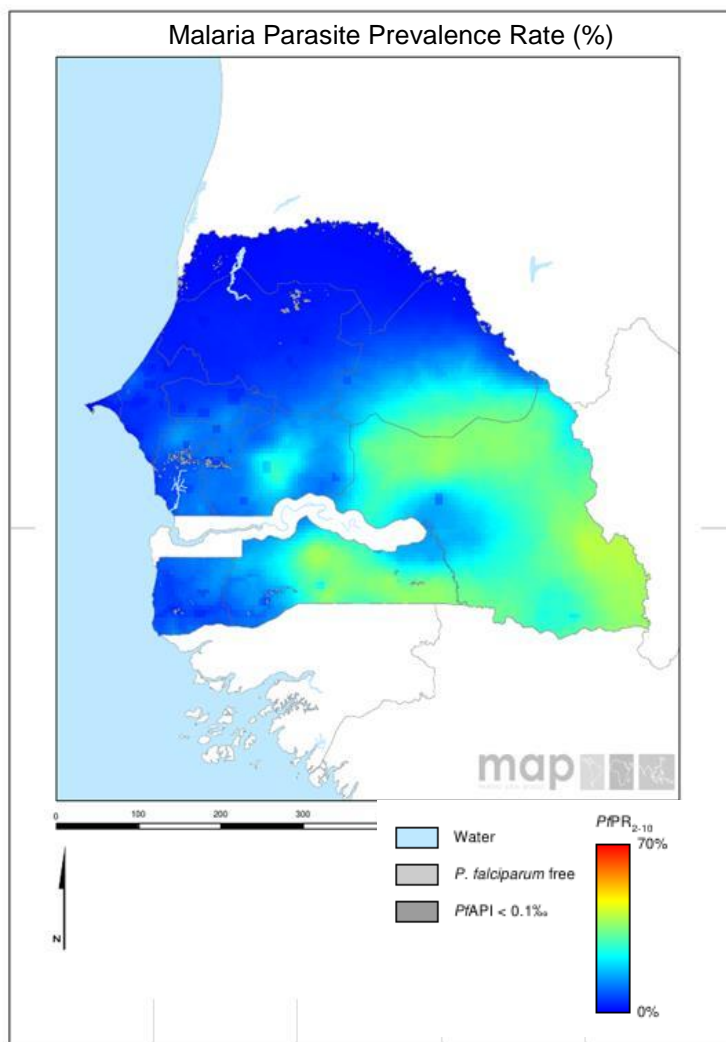 Malaria Parasite Prevalence Rate (%)
map
0 100 200 300
Water
P. falciparum free
PfAPI < 0.1‰
PfPR2-10
70%
0%
N